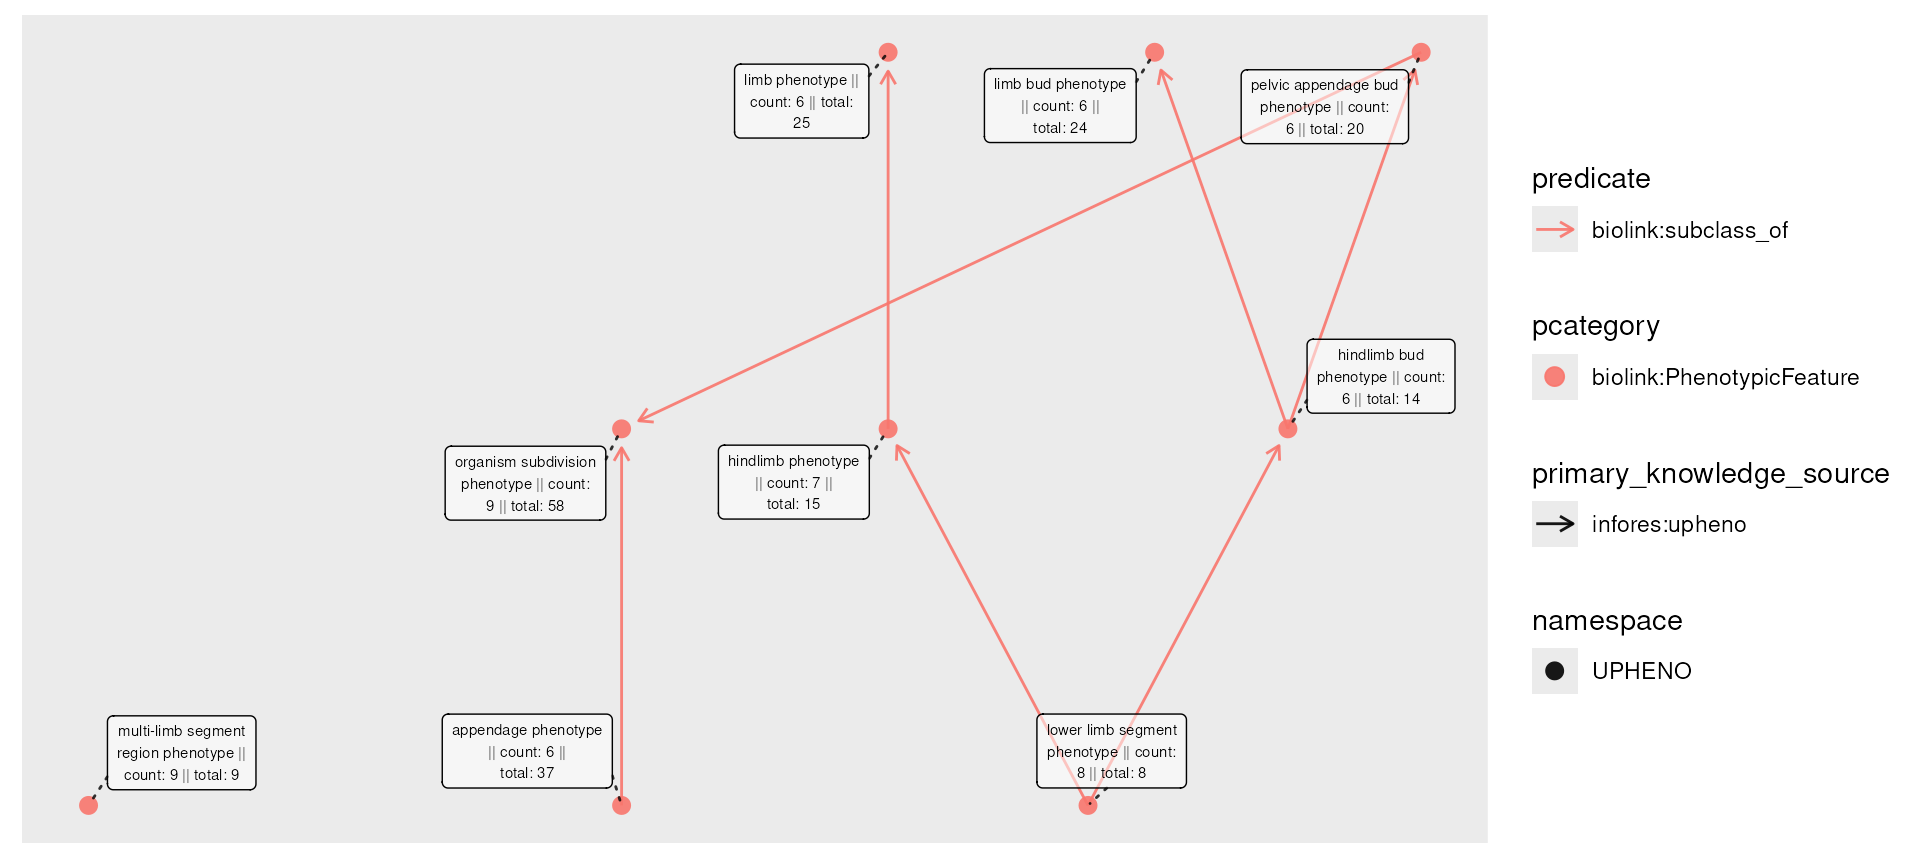 limb phenotype ||
count: 6 || total:
25
limb bud phenotype
|| count: 6 ||
total: 24
pelvic appendage bud
phenotype || count:
6 || total: 20
hindlimb bud
phenotype || count:
6 || total: 14
organism subdivision
phenotype || count:
9 || total: 58
hindlimb phenotype
|| count: 7 ||
total: 15
multi-limb segment
region phenotype ||
count: 9 || total: 9
appendage phenotype
|| count: 6 ||
total: 37
lower limb segment
phenotype || count:
8 || total: 8
predicate
biolink:subclass_of
pcategory
biolink:PhenotypicFeature
primary_knowledge_source
infores:upheno
namespace
UPHENO